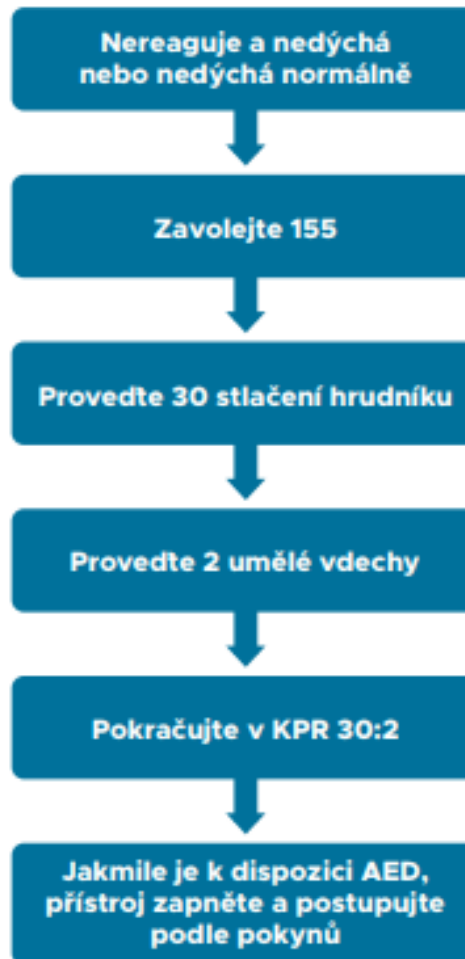 Nereaguje a nedýchá
nebo nedýchá normálně
Zavolejte 155
Proveďte 30 stlačení hrudníku
Proveďte 2 umělé vdechy
Pokračujte v KPR 30:2
Jakmile je k dispozici AED,
přístroj zapněte a postupujte
podle pokynů